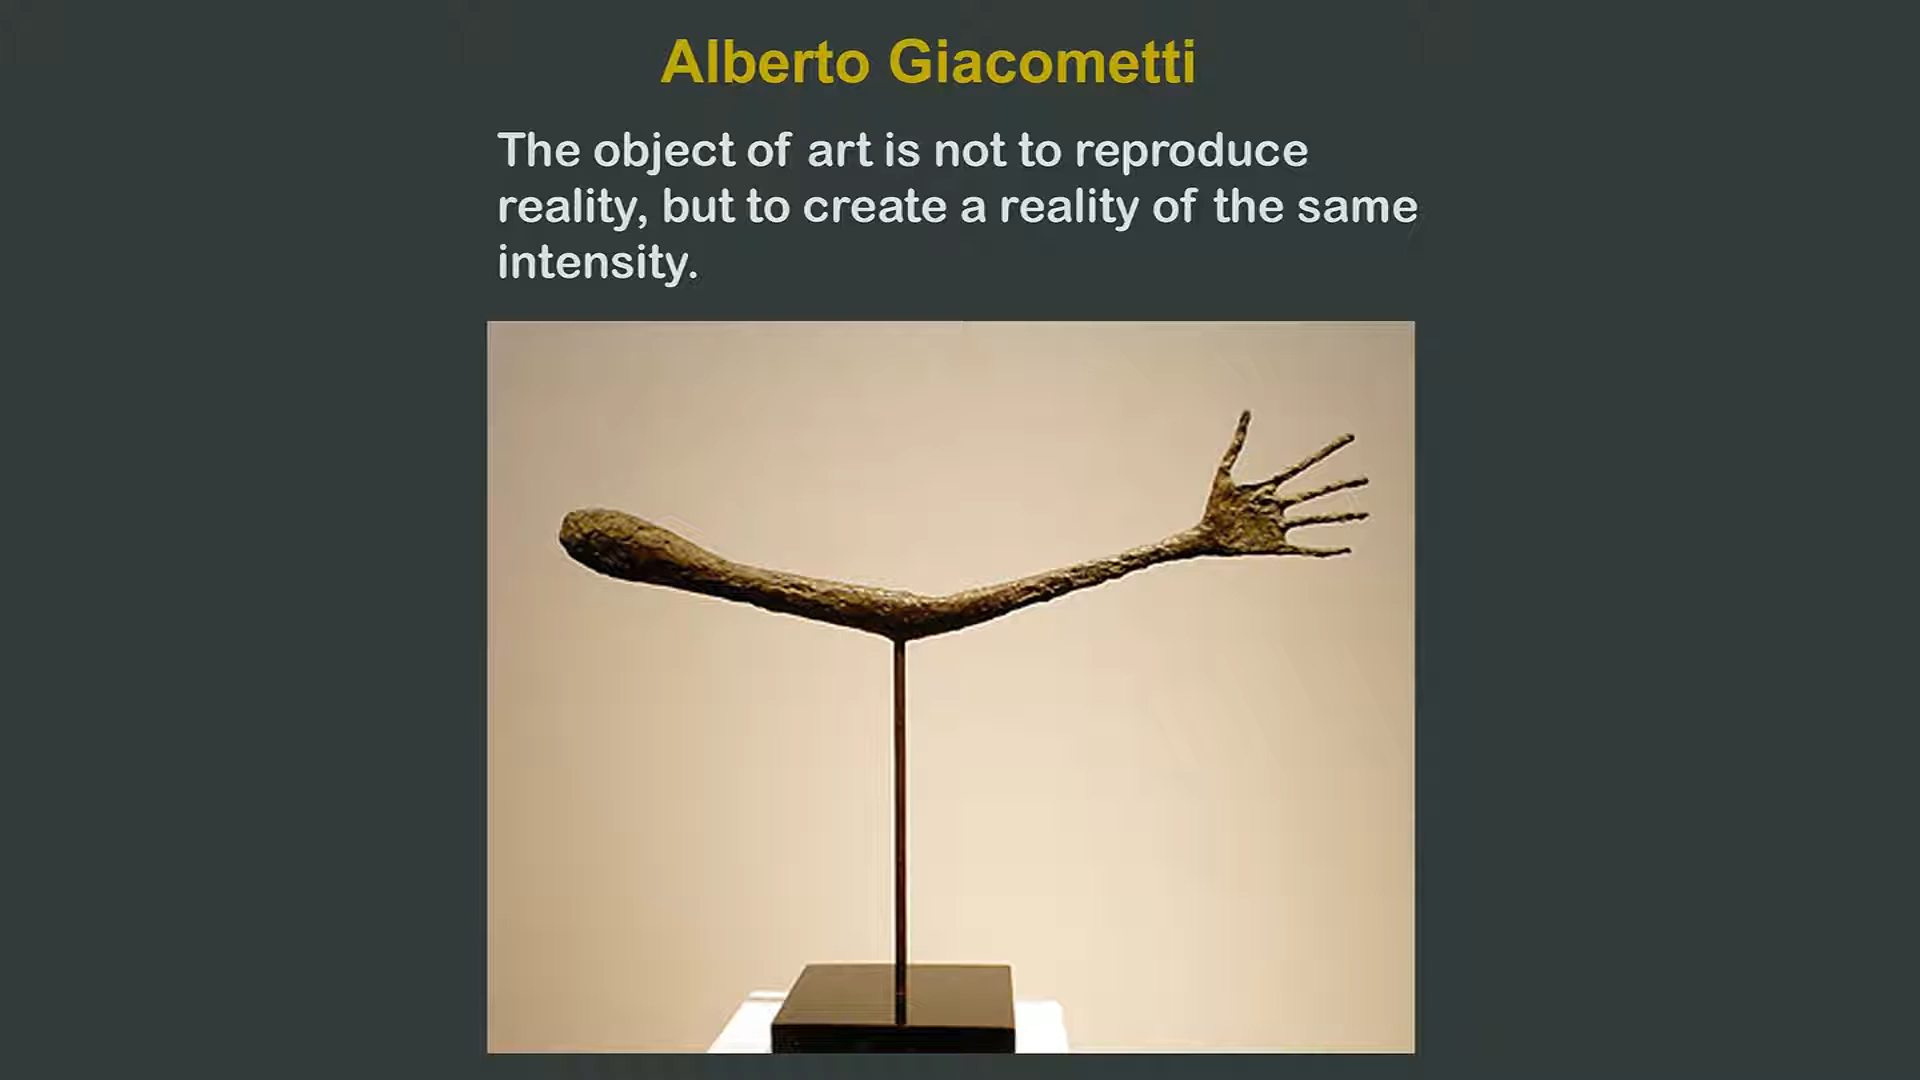 Alberto Giacometti
The object of art is not to reproduce
reality, but to create a reality of the same
intensity.